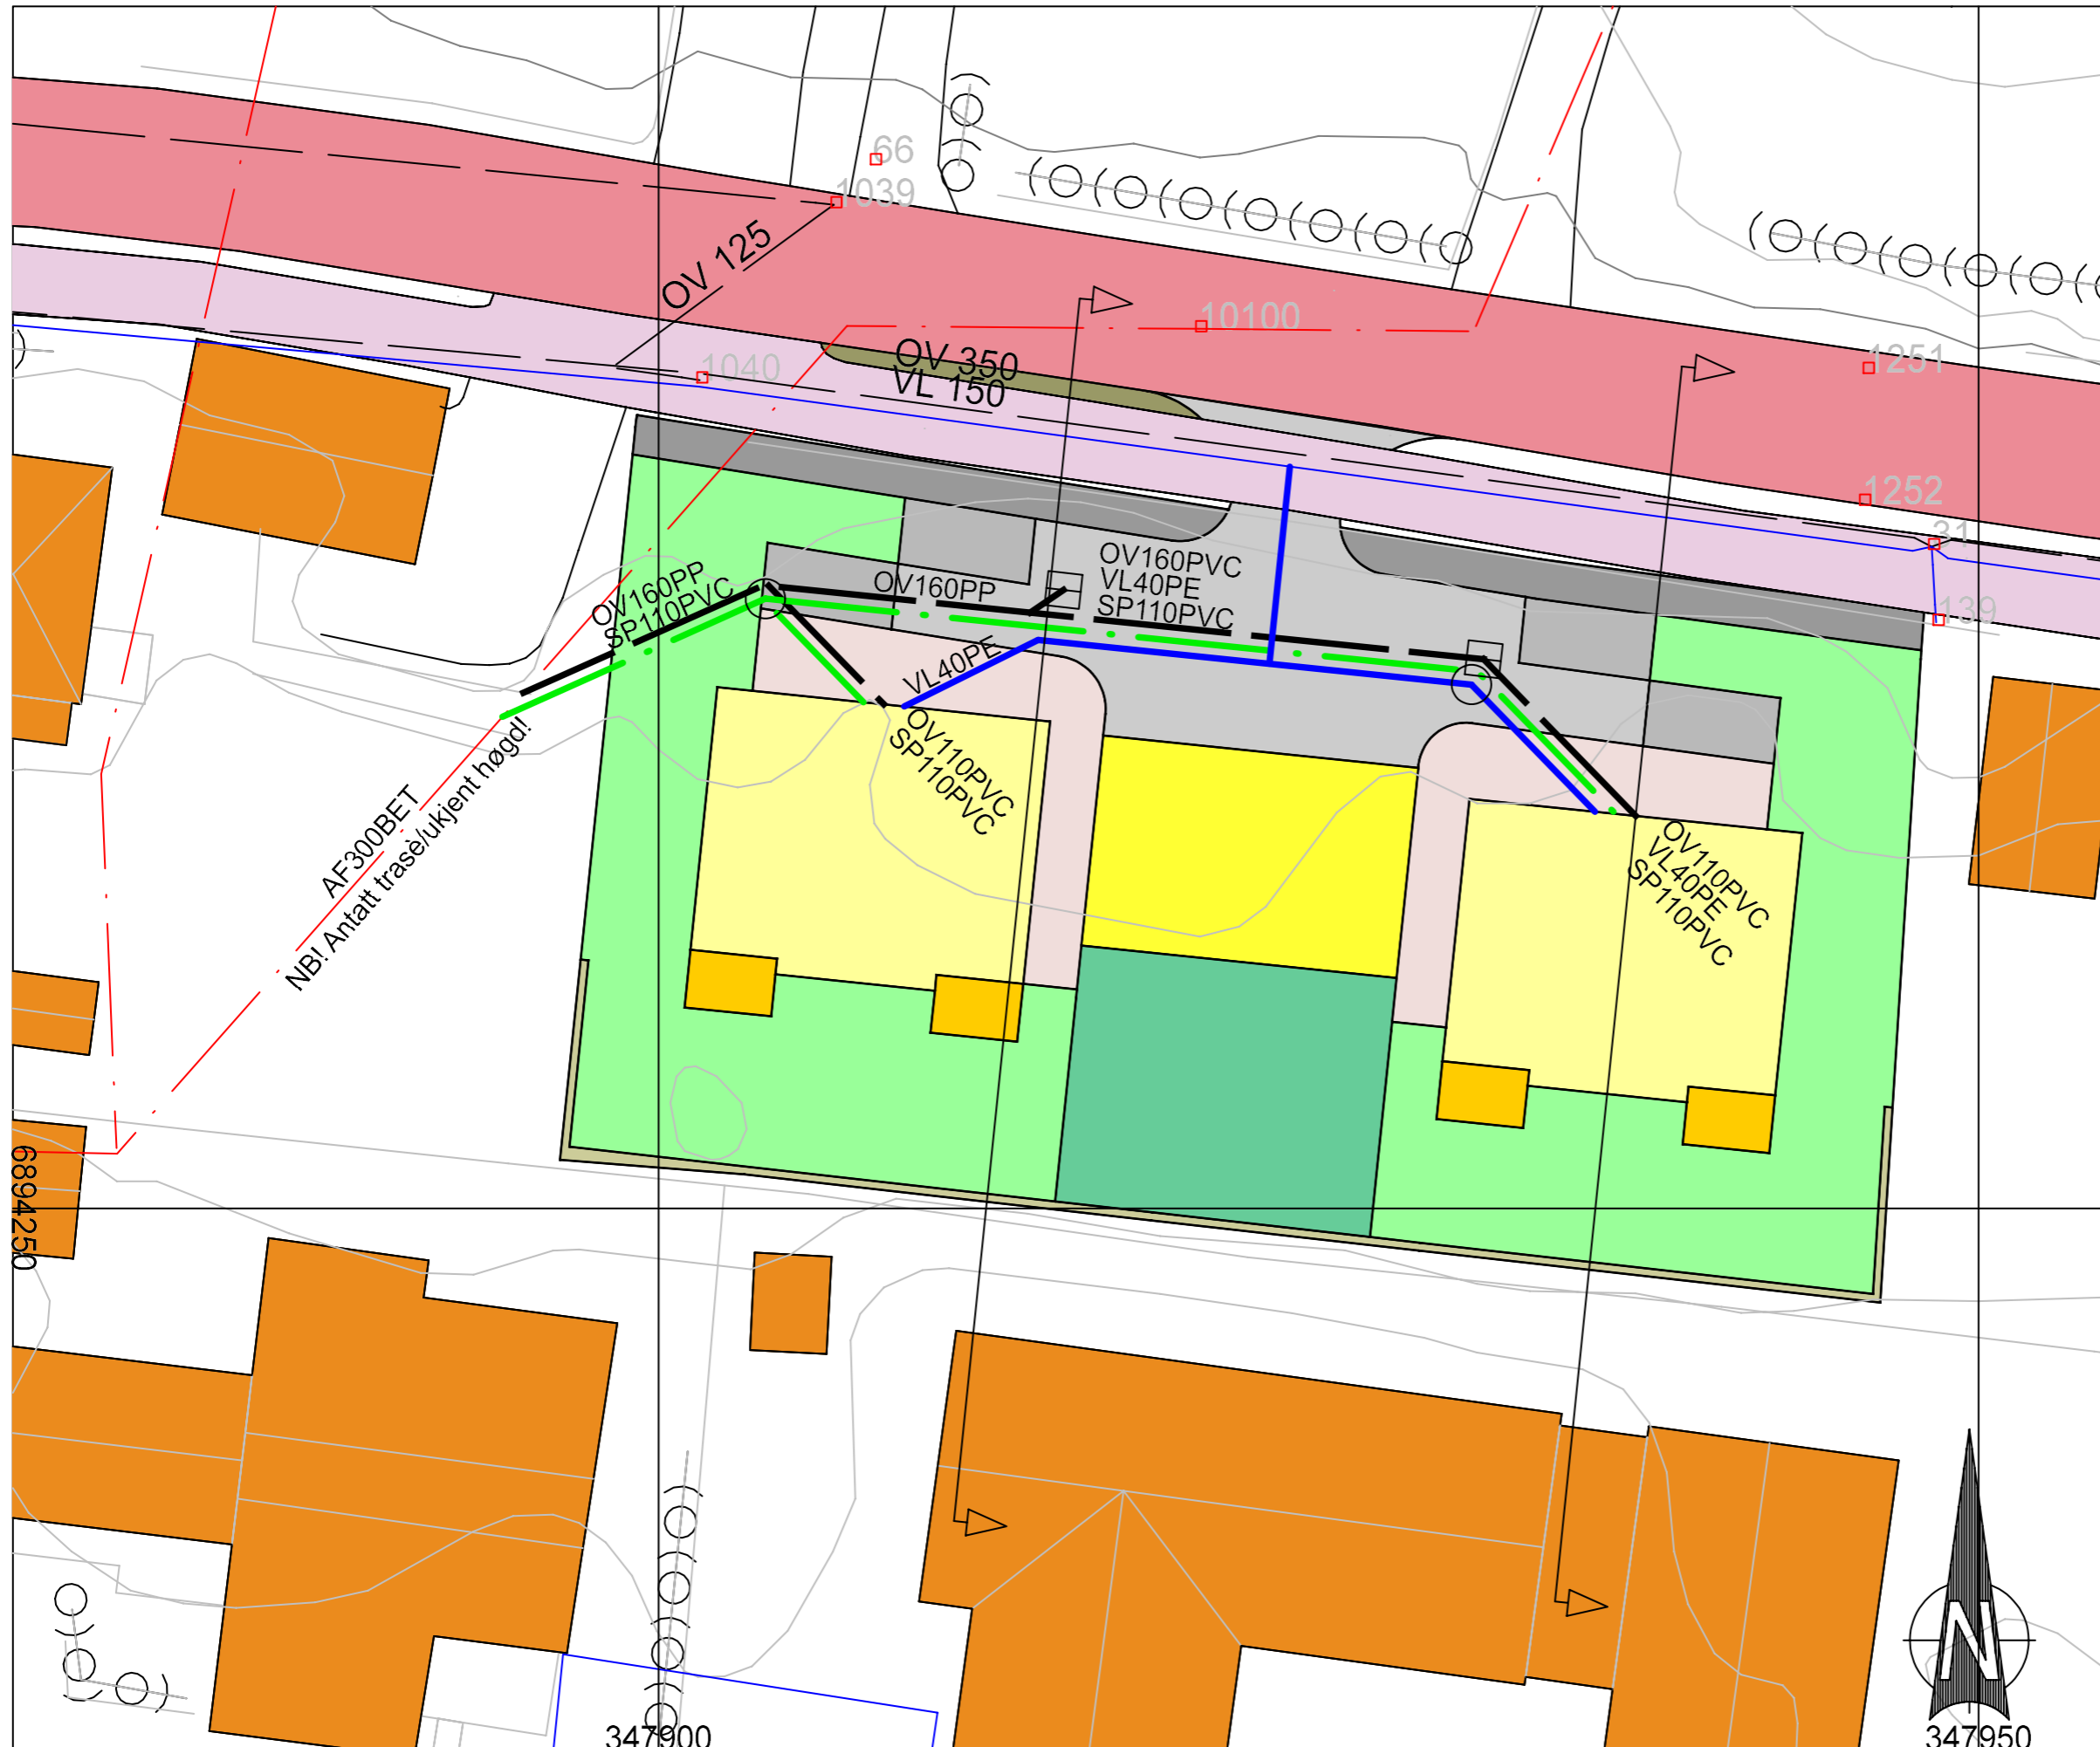 66
1039
OV 125
10100
1040
OV 350
VL 150
1251
1252
31
139
OV160PP
SP110PVC
OV160PP
OV160PVC
VL40PE
SP110PVC
VL40PE
OV110PVC
SP110PVC
OV110PVC
VL40PE
SP110PVC
AF300BET
NB! Antatt trasè/ukjent høgd!
6894250
N
347900
347950